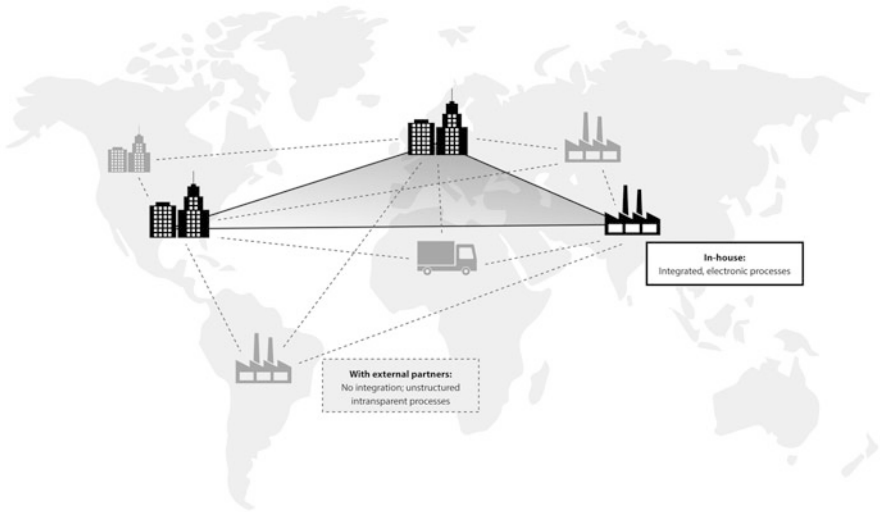 In-house:
Integrated, electronic processes
With external partners:
No integration; unstructured
intransparent processes